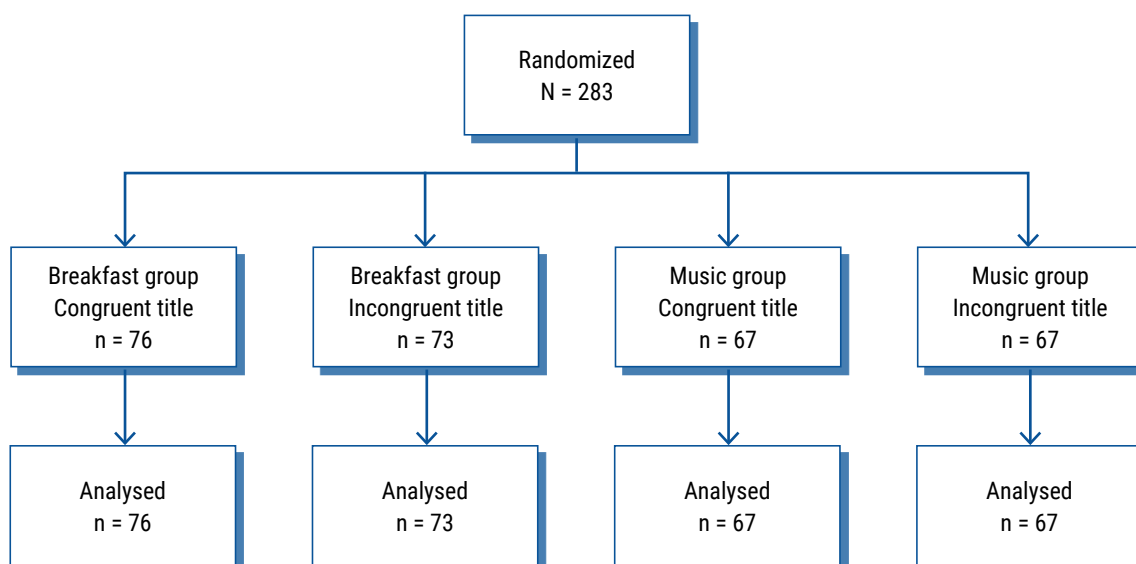 Randomized
N = 283
Breakfast group
Congruent title
n = 76
Breakfast group
Incongruent title
n = 73
Music group
Congruent title
n = 67
Music group
Incongruent title
n = 67
Analysed
n = 76
Analysed
n = 73
Analysed
n = 67
Analysed
n = 67